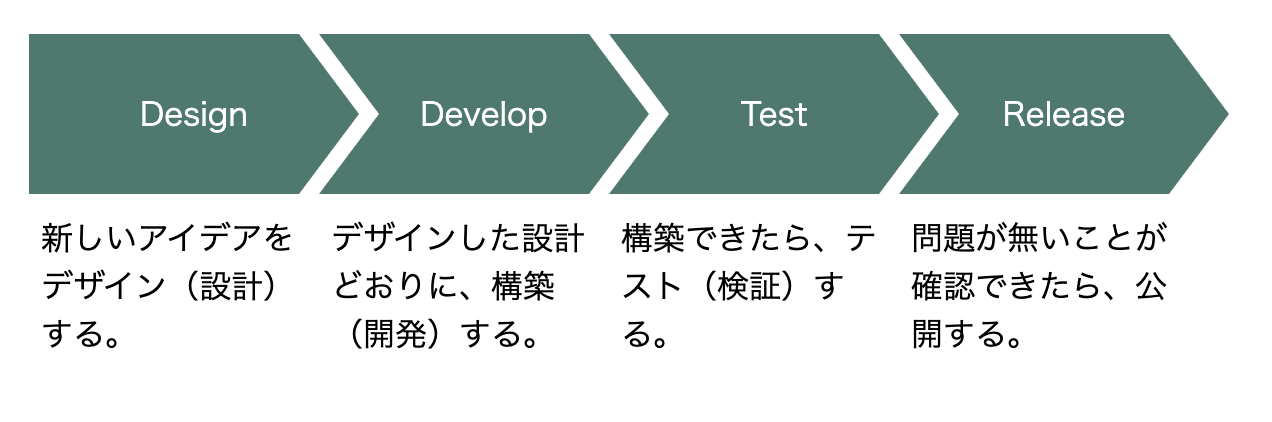 Design
Develop
Test
Release
新しいアイデアを
デザイン（設計）
する。
デザインした設計
どおりに、構築
（開発）する。
構築できたら、テ
スト（検証）す
る。
問題が無いことが
確認できたら、公
開する。